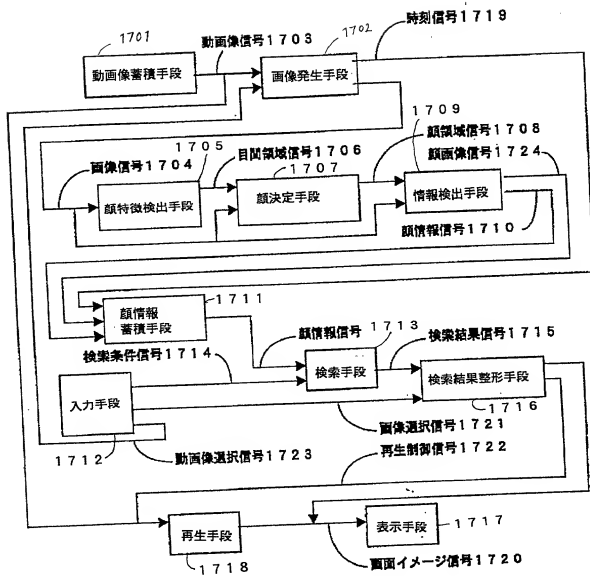 時刻信号1719
1701
動画像信号1703
1702
動画像蓄積手段
画像発生手段
1709
1705
目間領域信号1706
顔領域信号1708
画像信号1704
1707
顔画像信号1724
顔特徴検出手段
顔決定手段
情報検出手段
顔情報信号1710
1711
顔情報
蓄積手段
顔情報信号
1713
検索結果信号1715
検索条件信号1714
検索手段
検索結果整形手段
入力手段
1716
画像選択信号1721
1712
動画像選択信号1723
再生制御信号1722
再生手段
表示手段
1717
1718
画面イメージ信号1720